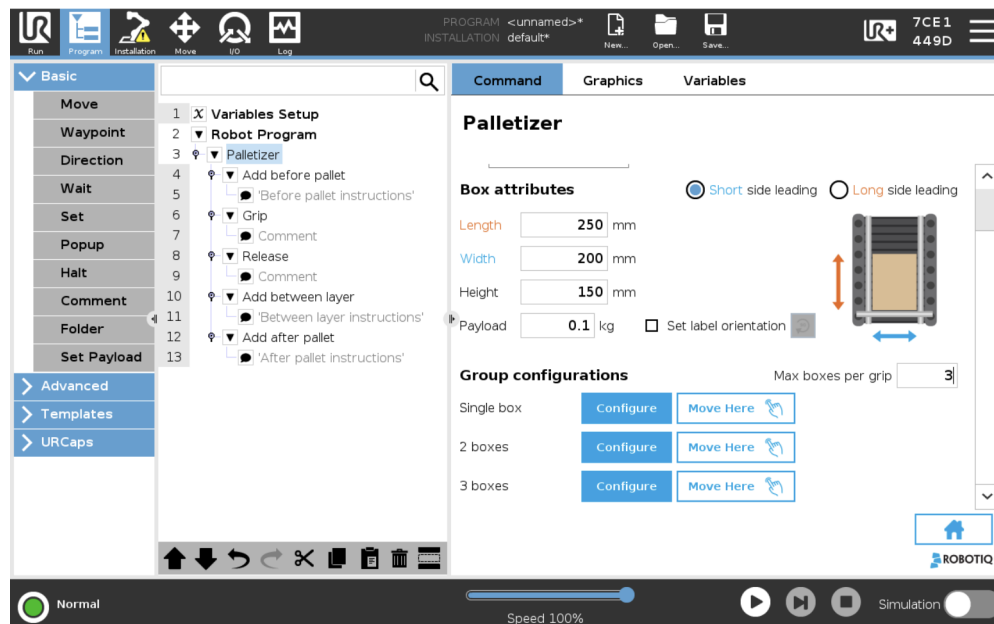 PROGRAM <unnamed>*
INSTALLATION default*
UR
Run
Program
Installation
Move
I/O
Log
New...
Open...
Save...
UR+
7CE1
449D
Basic
Move
Waypoint
Direction
Wait
Set
Popup
Halt
Comment
Folder
Set Payload
Advanced
Templates
URCaps
1 X Variables Setup
2 Robot Program
3 Palletizer
4 Add before pallet
5 'Before pallet instructions'
6 Grip
7 Comment
8 Release
9 Comment
10 Add between layer
11 'Between layer instructions'
12 Add after pallet
13 'After pallet instructions'
Command Graphics Variables
Palletizer
Box attributes Short side leading Long side leading
Length 250 mm
Width 200 mm
Height 150 mm
Payload 0.1 kg Set label orientation
Group configurations Max boxes per grip 3
Single box Configure Move Here
2 boxes Configure Move Here
3 boxes Configure Move Here
ROBOTIQ
Normal
Speed 100%
Simulation